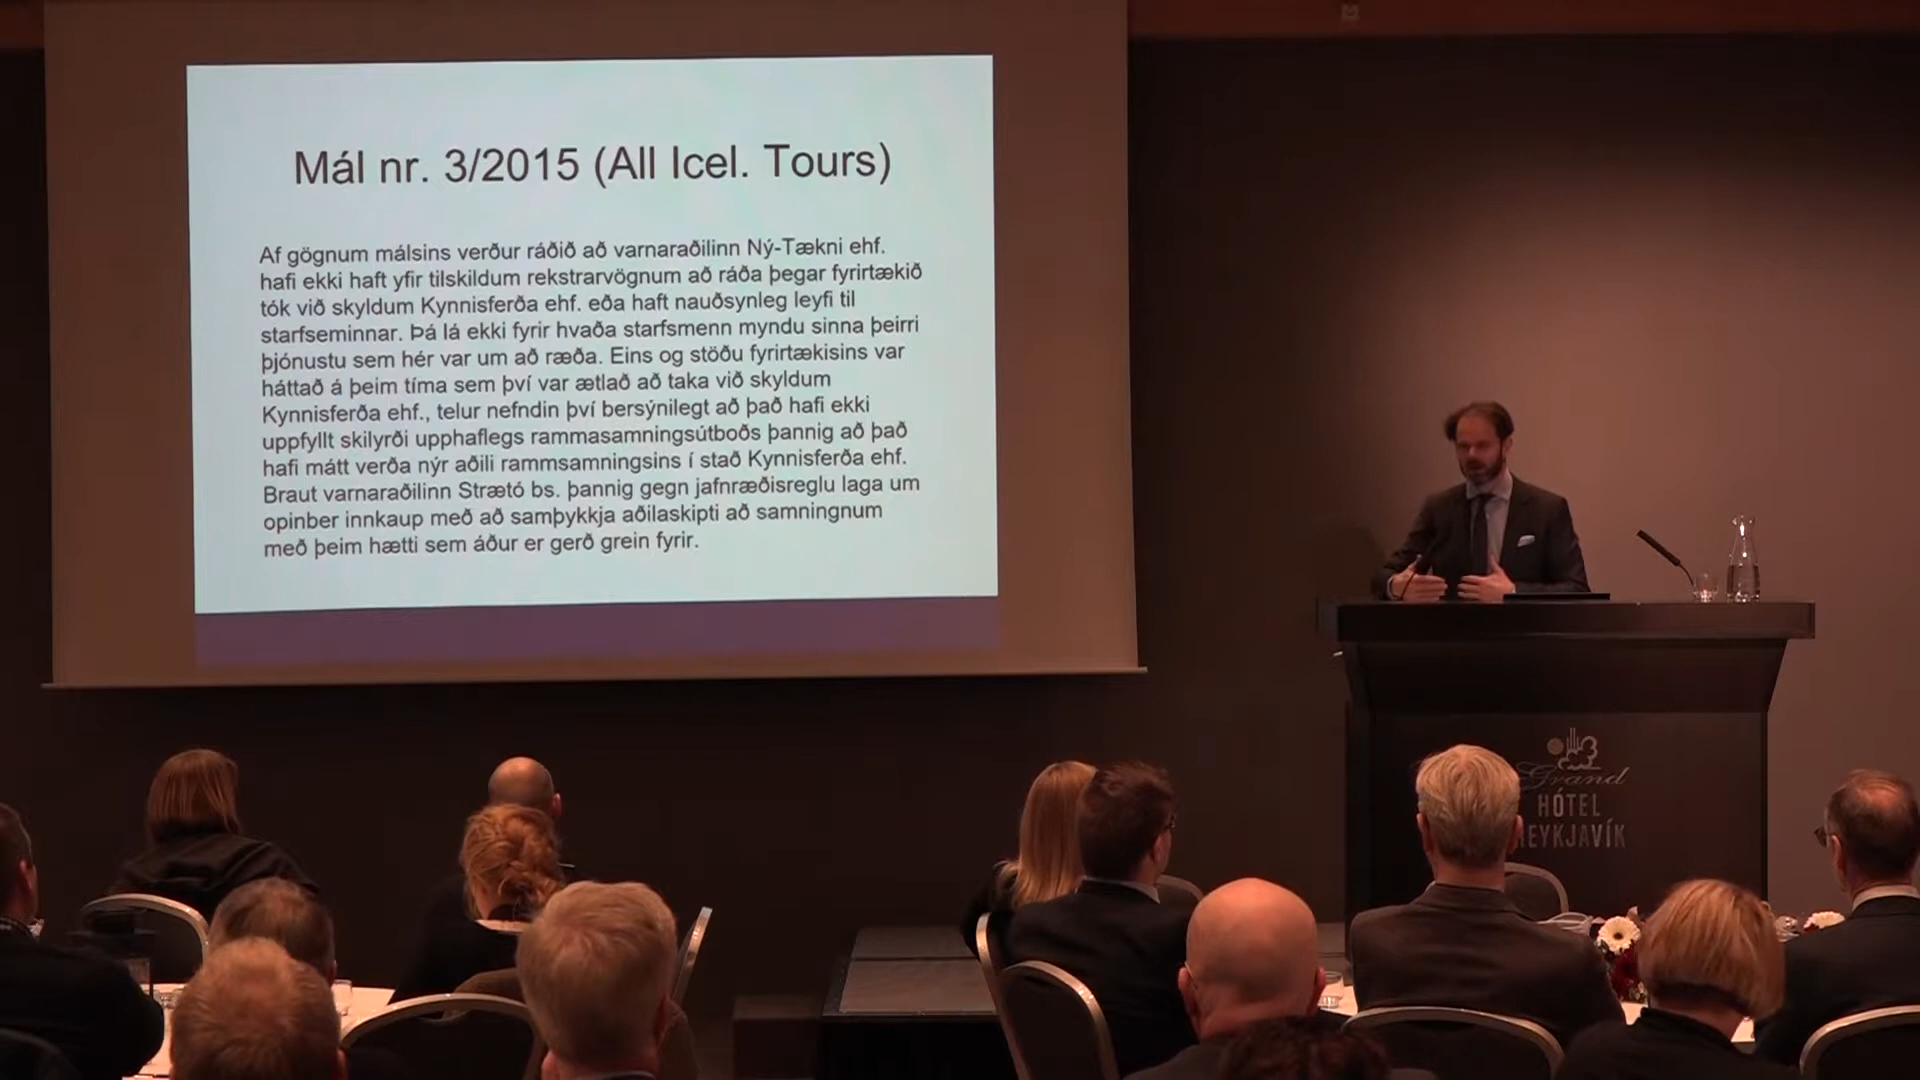 Mál nr. 3/2015 (All Icel. Tours)
Af gögnum málsins verður ráðið að varnaraðilinn Ný-Tækni ehf.
hafi ekki haft yfir tilskildum rekstrarvögnum að ráða þegar fyrirtækið
tók við skyldum Kynnisferða ehf. eða haft nauðsynleg leyfi til
starfseminnar. Þá lá ekki fyrir hvaða starfsmenn myndu sinna þeirri
þjónustu sem hér var um að ræða. Eins og stöðu fyrirtækisins var
háttað á þeim tíma sem því var ætlað að taka við skyldum
Kynnisferða ehf., telur nefndin því bersýnilegt að það hafi ekki
uppfyllt skilyrði upphaflegs rammasamningsútboðs þannig að það
hafi mátt verða nýr aðili rammsamningsins í stað Kynnisferða ehf.
Braut varnaraðilinn Strætó bs. þannig gegn jafnræðisreglu laga um
opinber innkaup með að samþykkja aðilaskipti að samningnum
með þeim hætti sem áður er gerð grein fyrir.
Grand
HÓTEL
REYKJAVÍK